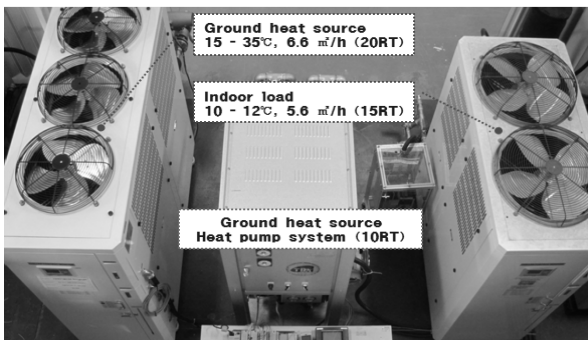 Ground heat source
15 - 35℃, 6.6 ㎥/h (20RT)
Indoor load
10 - 12℃, 5.6 ㎥/h (15RT)
Ground heat source
Heat pump system (10RT)